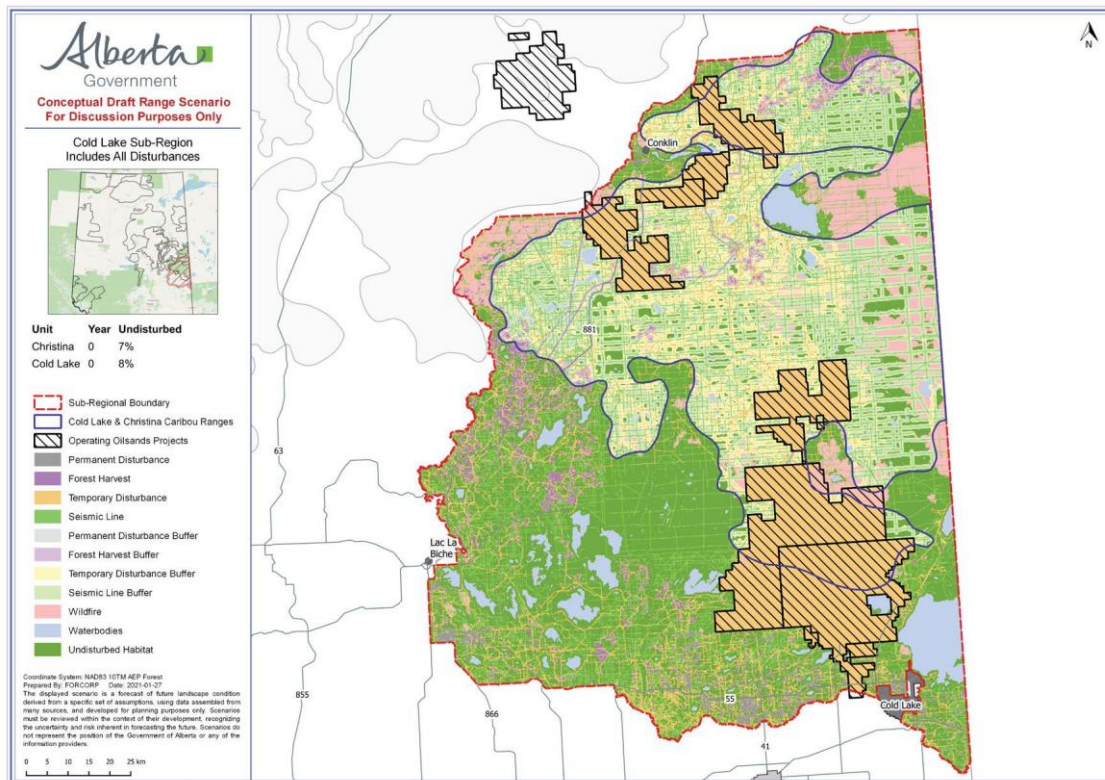 Alberta
Government
Conceptual Draft Range Scenario
For Discussion Purposes Only
Cold Lake Sub-Region
Includes All Disturbances
Unit Year Undisturbed
Christina 0 7%
Cold Lake 0 8%
Sub-Regional Boundary
Cold Lake & Christina Caribou Ranges
Operating Oilsands Projects
Permanent Disturbance
Forest Harvest
Temporary Disturbance
Seismic Line
Permanent Disturbance Buffer
Forest Harvest Buffer
Temporary Disturbance Buffer
Seismic Line Buffer
Wildfire
Waterbodies
Undisturbed Habitat
Coordinate System: NAD83 10TM AEP Forest
Prepared By: FORCORP Date: 2021-01-27
The displayed scenario is a forecast of future landscape condition
derived from a specific set of assumptions, using data assembled from
many sources, and developed for planning purposes only. Scenarios
must be reviewed within the context of their development, recognizing
the uncertainty and risk inherent in forecasting the future. Scenarios do
not represent the position of the Government of Alberta or any of the
information providers.
0 5 10 15 20 25 km
N
Conklin
881
63
Lac La
Biche
855
866
55
41
Cold Lake